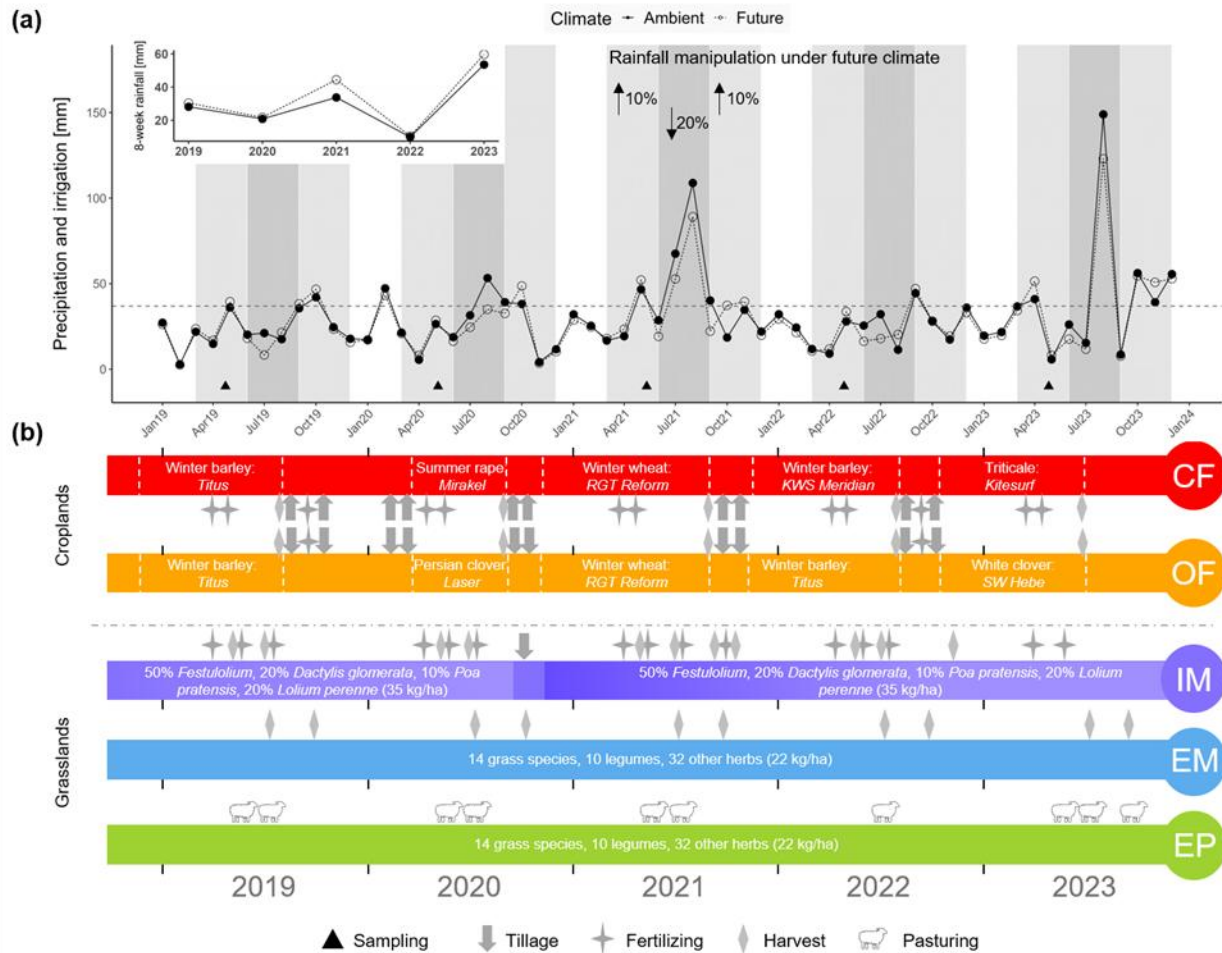 (a)
Climate Ambient Future
Rainfall manipulation under future climate
10%
20%
10%
8-week rainfall [mm]
60
40
20
2019 2020 2021 2022 2023
Precipitation and irrigation [mm]
150
100
50
0
Jan19 Apr19 Jul19 Oct19 Jan20 Apr20 Jul20 Oct20 Jan21 Apr21 Jul21 Oct21 Jan22 Apr22 Jul22 Oct22 Jan23 Apr23 Jul23 Oct23 Jan24
(b)
Croplands
Winter barley: Summer rape: Winter wheat: Winter barley: Triticale:
Titus Mirakel RGT Reform KWS Meridian Kitesurf
CF
Winter barley: Persian clover: Winter wheat: Winter barley: White clover:
Titus Laser RGT Reform Titus SW Hebe
OF
Grasslands
50% Festulolium, 20% Dactylis glomerata, 10% Poa
pratensis, 20% Lolium perenne (35 kg/ha)
50% Festulolium, 20% Dactylis glomerata, 10% Poa pratensis, 20% Lolium
perenne (35 kg/ha)
IM
14 grass species, 10 legumes, 32 other herbs (22 kg/ha)
EM
14 grass species, 10 legumes, 32 other herbs (22 kg/ha)
EP
2019 2020 2021 2022 2023
Sampling Tillage Fertilizing Harvest Pasturing